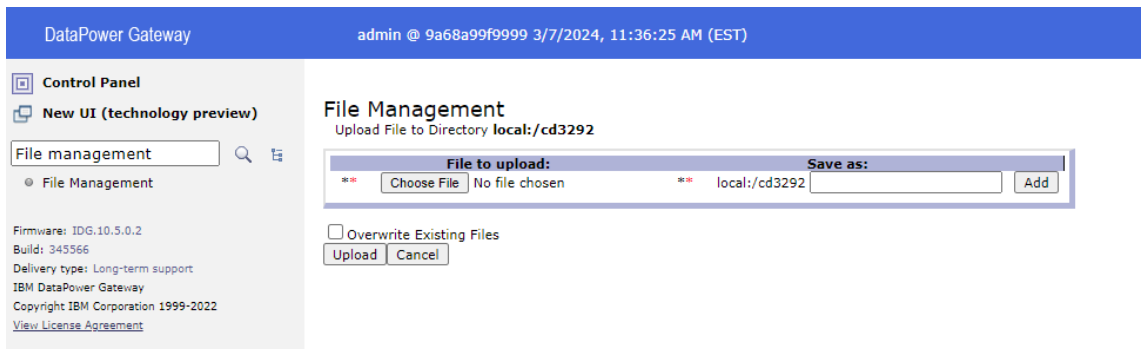 DataPower Gateway admin @ 9a68a99f9999 3/7/2024, 11:36:25 AM (EST)
Control Panel
New UI (technology preview)
File management
File Management
Firmware: IDG.10.5.0.2
Build: 345566
Delivery type: Long-term support
IBM DataPower Gateway
Copyright IBM Corporation 1999-2022
View License Agreement
File Management
Upload File to Directory local:/cd3292
File to upload: Save as:
** Choose File No file chosen ** local:/cd3292 Add
Overwrite Existing Files
Upload Cancel